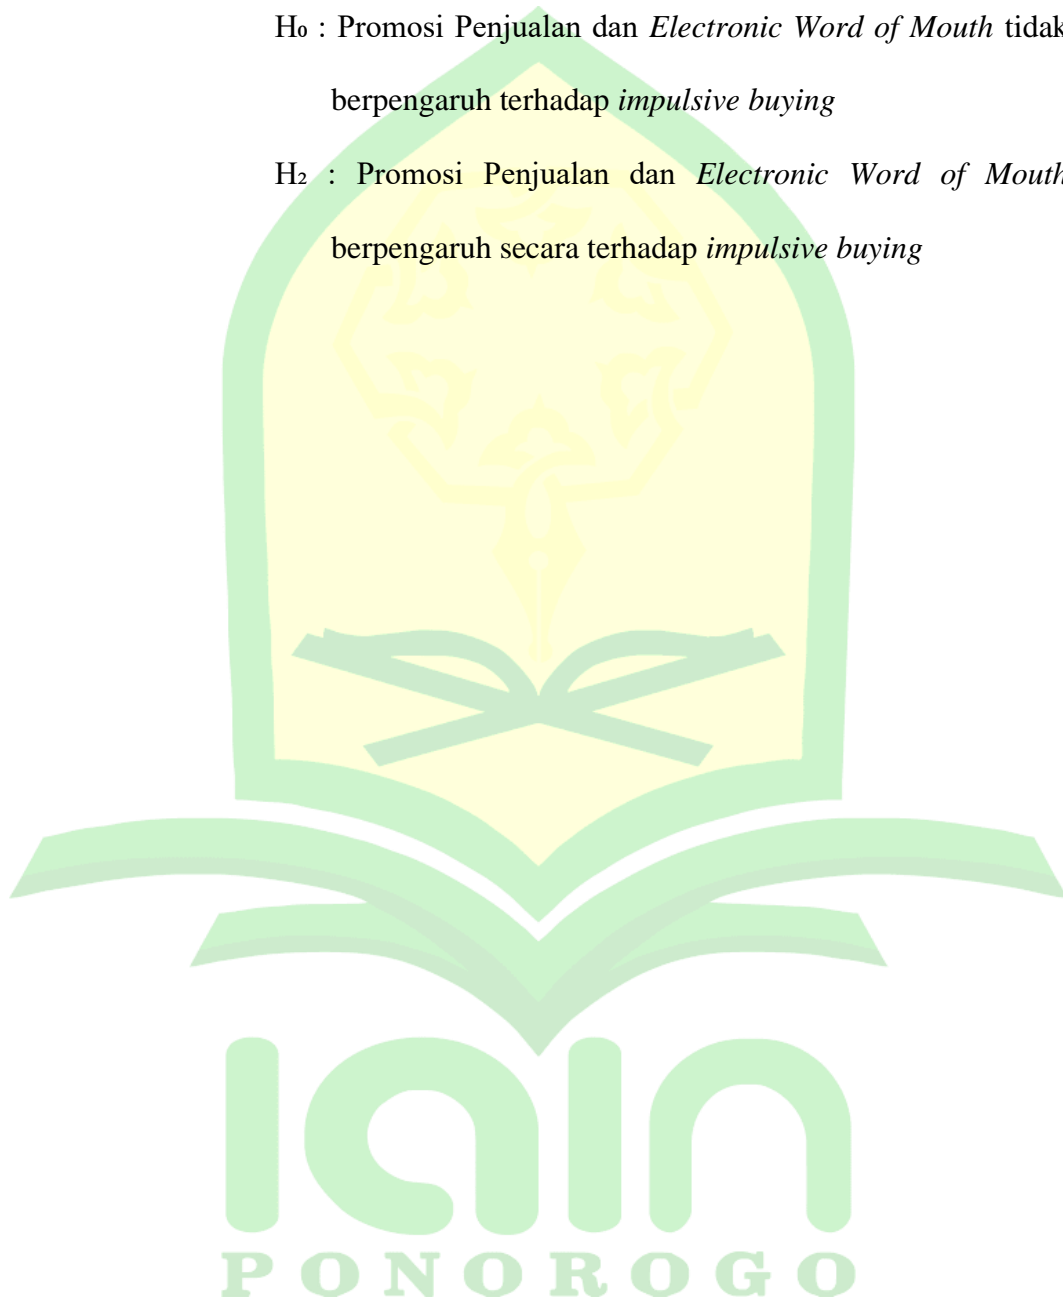 H₀ : Promosi Penjualan dan Electronic Word of Mouth tidak
berpengaruh terhadap impulsive buying
H₂ : Promosi Penjualan dan Electronic Word of Mouth
berpengaruh secara terhadap impulsive buying
iain
PONOROGO